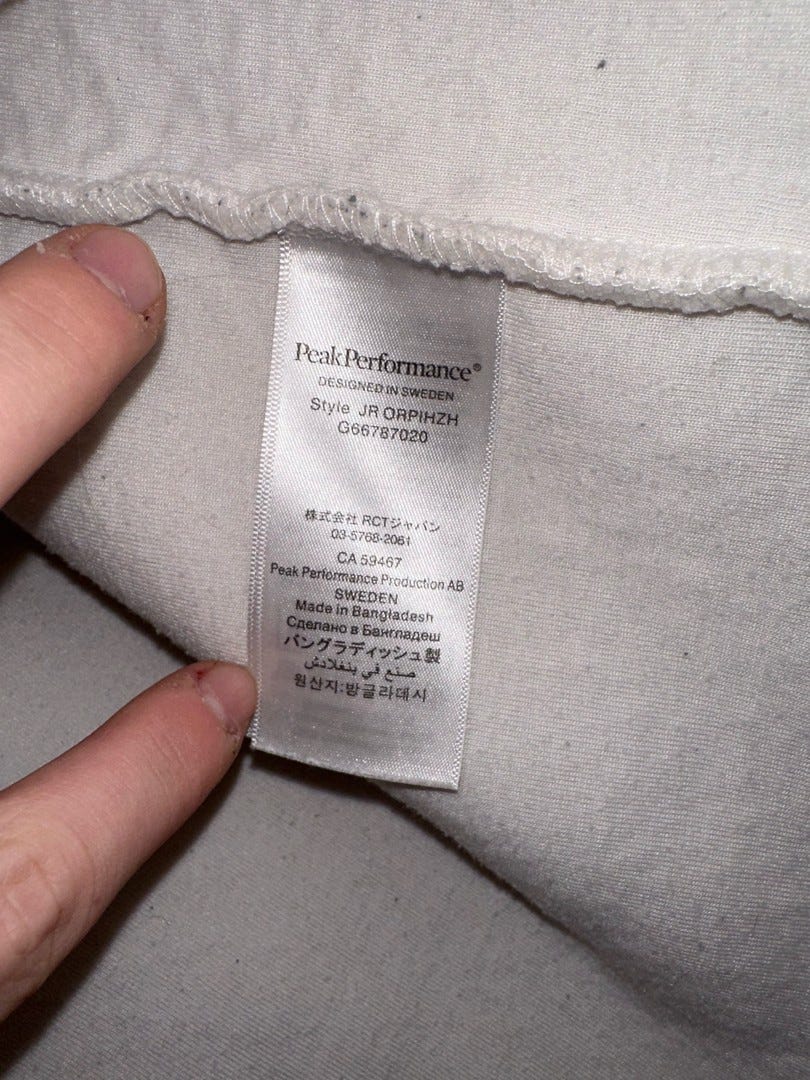 PeakPerformance®
DESIGNED IN SWEDEN
Style JR ORPIHZH
G66787020
株式会社 RCTジャパン
03-5768-2061
CA 59467
Peak Performance Production AB
SWEDEN
Made in Bangladesh
Сделано в Бангладеш
バングラディッシュ製
صنع في بنغلادش
원산지:방글라데시